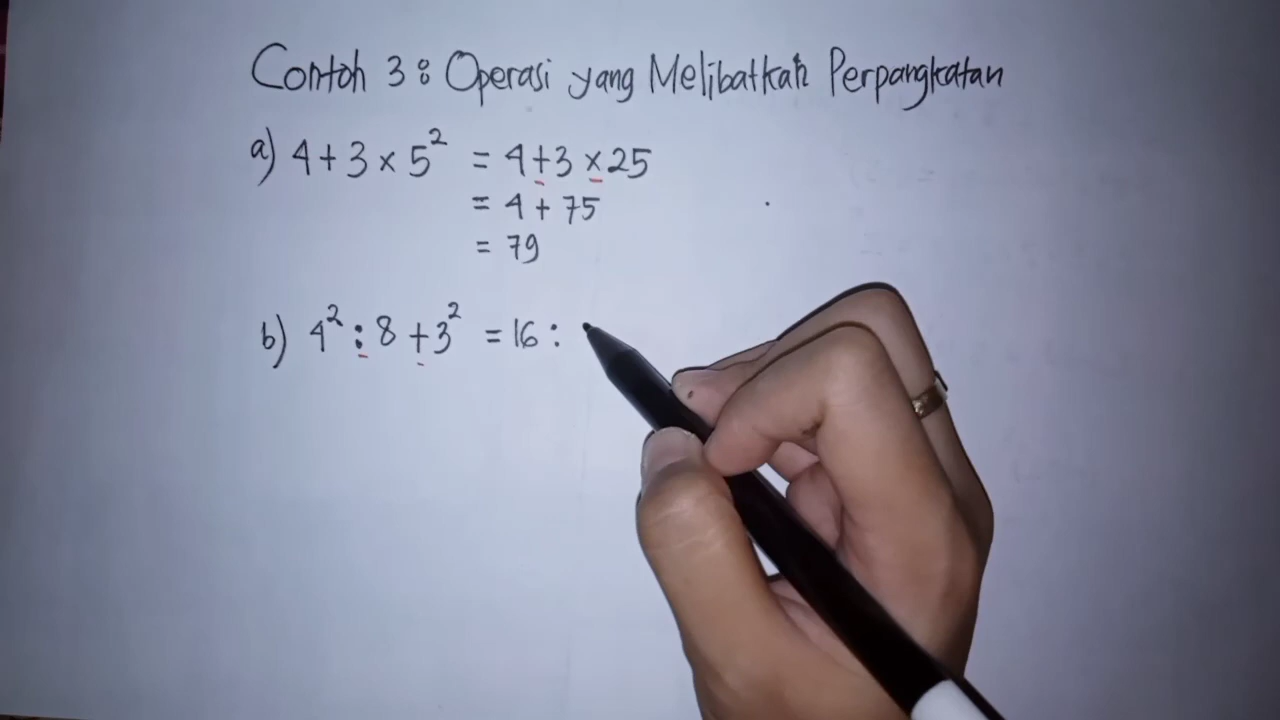 Contoh 3: Operasi yang Melibatkan Perpangkatan
a) 4 + 3 × 5² = 4 + 3 × 25
= 4 + 75
= 79
b) 4² : 8 + 3² = 16 :